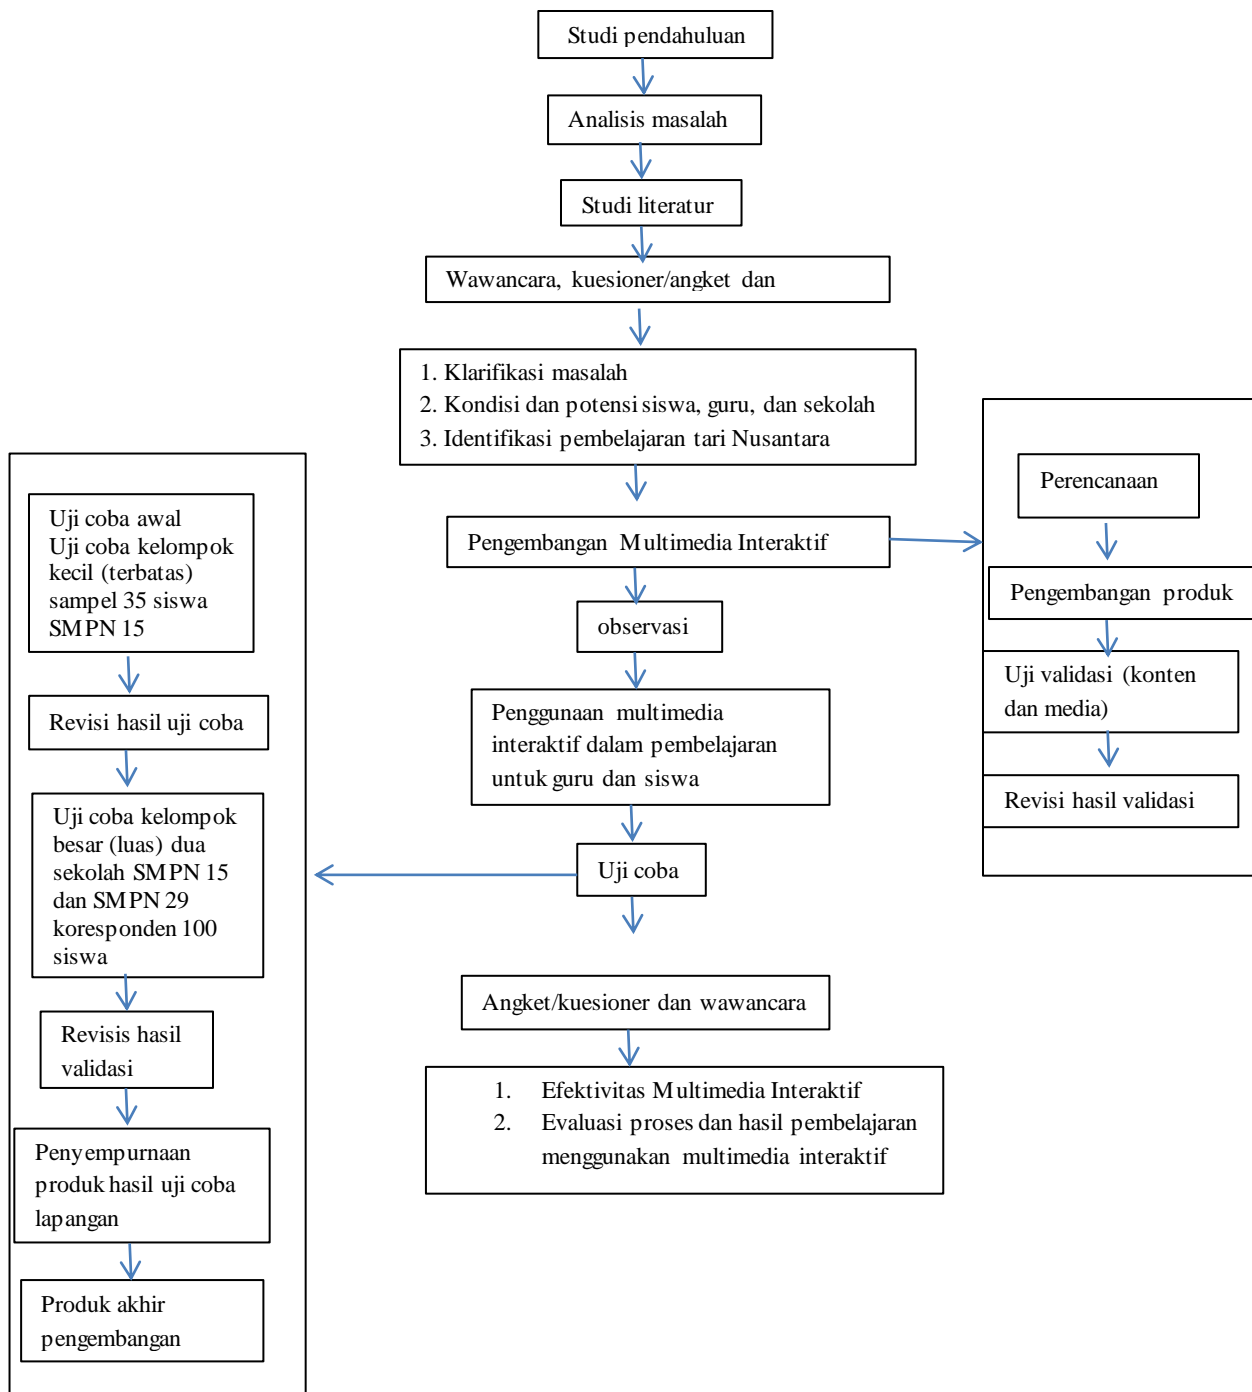 Studi pendahuluan
Analisis masalah
Studi literatur
Wawancara, kuesioner/angket dan
1. Klarifikasi masalah
2. Kondisi dan potensi siswa, guru, dan sekolah
3. Identifikasi pembelajaran tari Nusantara
Pengembangan Multimedia Interaktif
observasi
Penggunaan multimedia
interaktif dalam pembelajaran
untuk guru dan siswa
Uji coba
Angket/kuesioner dan wawancara
1. Efektivitas Multimedia Interaktif
2. Evaluasi proses dan hasil pembelajaran
menggunakan multimedia interaktif
Perencanaan
Pengembangan produk
Uji validasi (konten
dan media)
Revisi hasil validasi
Uji coba awal
Uji coba kelompok
kecil (terbatas)
sampel 35 siswa
SMPN 15
Revisi hasil uji coba
Uji coba kelompok
besar (luas) dua
sekolah SMPN 15
dan SMPN 29
koresponden 100
siswa
Revisis hasil
validasi
Penyempurnaan
produk hasil uji coba
lapangan
Produk akhir
pengembangan